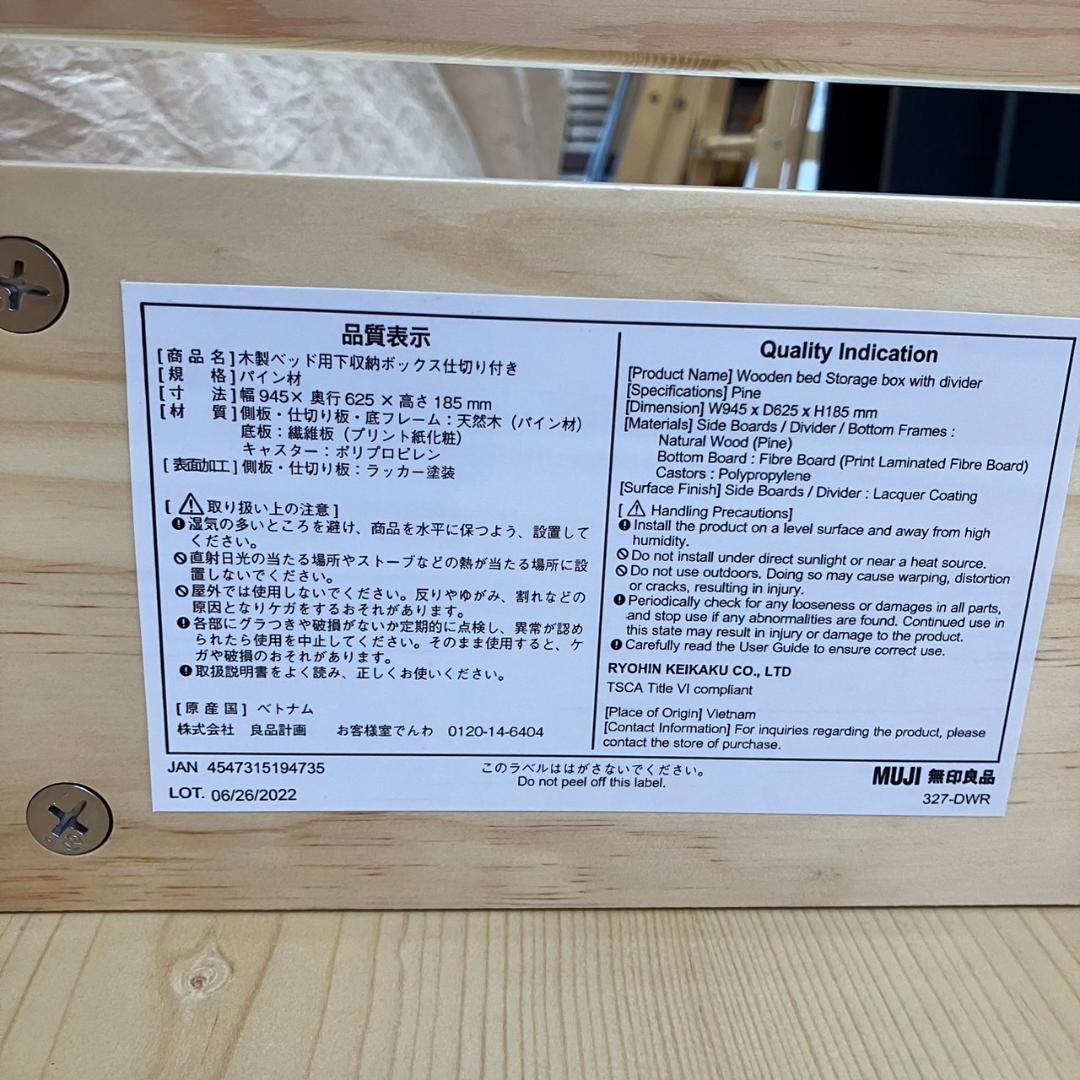 品質表示
[商品名]木製ベッド用下収納ボックス仕切り付き
[規格]パイン材
[寸法]幅945× 奥行625 × 高さ185 mm
[材質]側板・仕切り板・底フレーム：天然木（パイン材）
底板：繊維板（プリント紙化粧）
キャスター：ポリプロピレン
[表面加工]側板・仕切り板：ラッカー塗装
[⚠取り扱い上の注意]
湿気の多いところを避け、商品を水平に保つよう、設置して
ください。
直射日光の当たる場所やストーブなどの熱が当たる場所に設
置しないでください。
屋外では使用しないでください。反りやゆがみ、割れなどの
原因となりケガをするおそれがあります。
各部にグラつきや破損がないか定期的に点検し、異常が認め
られたら使用を中止してください。そのまま使用すると、ケ
ガや破損のおそれがあります。
取扱説明書をよく読み、正しくお使いください。
[原産国] ベトナム
株式会社 良品計画 お客様室でんわ 0120-14-6404
Quality Indication
[Product Name] Wooden bed Storage box with divider
[Specifications] Pine
[Dimension] W945 x D625 x H185 mm
[Materials] Side Boards / Divider / Bottom Frames :
Natural Wood (Pine)
Bottom Board : Fibre Board (Print Laminated Fibre Board)
Castors : Polypropylene
[Surface Finish] Side Boards / Divider : Lacquer Coating
[⚠ Handling Precautions]
Install the product on a level surface and away from high
humidity.
Do not install under direct sunlight or near a heat source.
Do not use outdoors. Doing so may cause warping, distortion
or cracks, resulting in injury.
Periodically check for any looseness or damages in all parts,
and stop use if any abnormalities are found. Continued use in
this state may result in injury or damage to the product.
Carefully read the User Guide to ensure correct use.
RYOHIN KEIKAKU CO., LTD
TSCA Title VI compliant
[Place of Origin] Vietnam
[Contact Information] For inquiries regarding the product, please
contact the store of purchase.
JAN 4547315194735
LOT. 06/26/2022
このラベルははがさないでください。
Do not peel off this label.
MUJI 無印良品
327-DWR